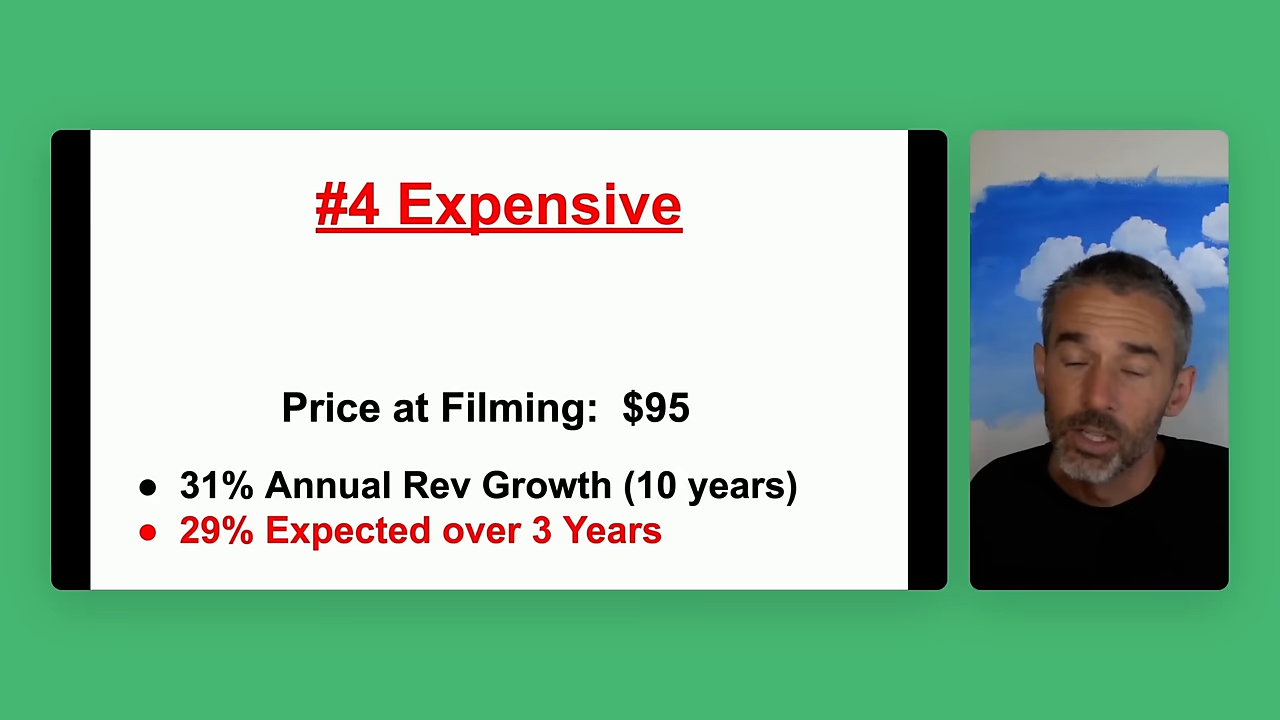 #4 Expensive
Price at Filming: $95
● 31% Annual Rev Growth (10 years)
● 29% Expected over 3 Years